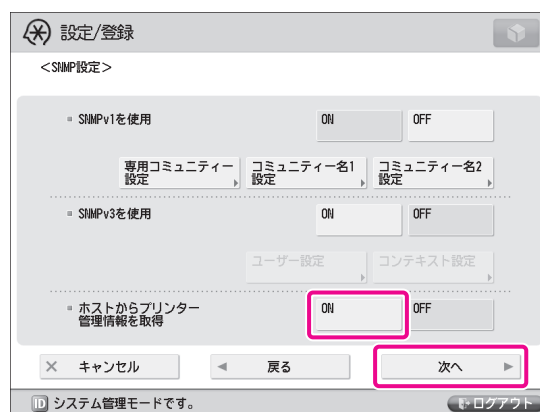 設定/登録
<SNMP設定>
SNMPv1を使用 ON OFF
専用コミュニティー設定 コミュニティー名1設定 コミュニティー名2設定
SNMPv3を使用 ON OFF
ユーザー設定 コンテキスト設定
ホストからプリンター
管理情報を取得 ON OFF
× キャンセル ◀ 戻る 次へ ▶
ID システム管理モードです。 ログアウト